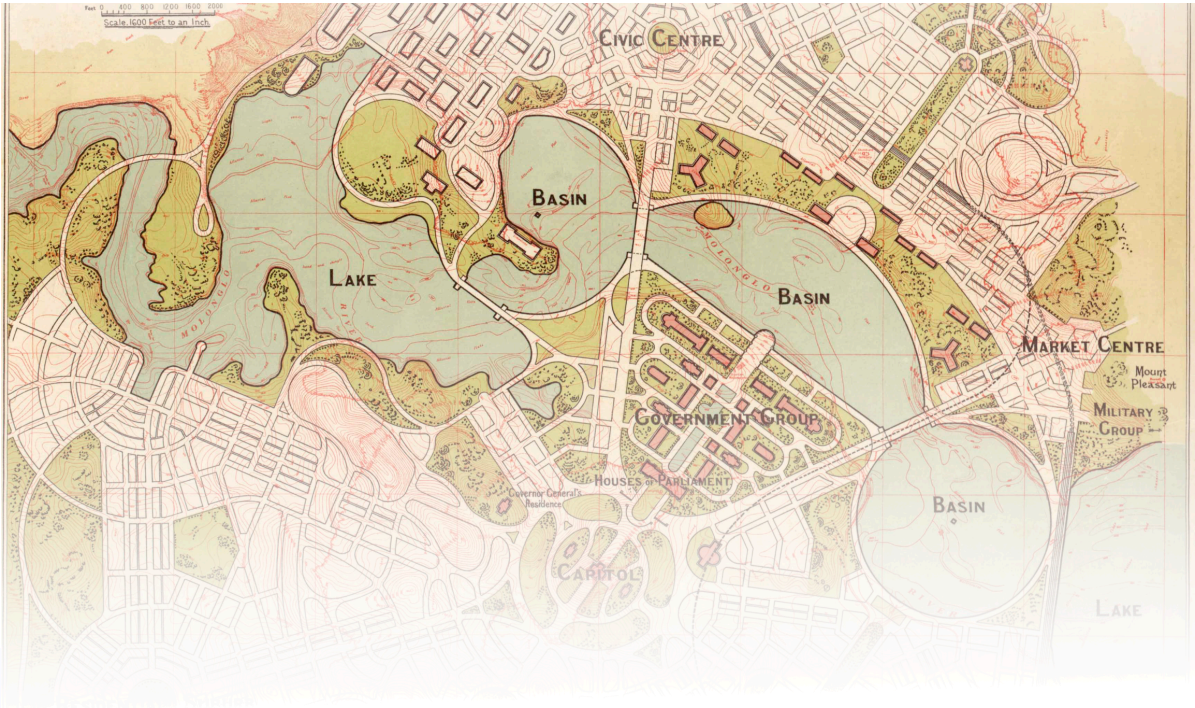 Feet 0 400 800 1200 1600 2000
Scale. 1600 Feet to an Inch
CIVIC CENTRE
BASIN
LAKE
MOLONGLO
RIVER
MOLONGLO
BASIN
MARKET CENTRE
MOUNT
PLEASANT
MILITARY
GROUP
GOVERNMENT GROUP
HOUSES OF PARLIAMENT
Governor General's
Residence
BASIN
CAPITOL
RIVER
LAKE